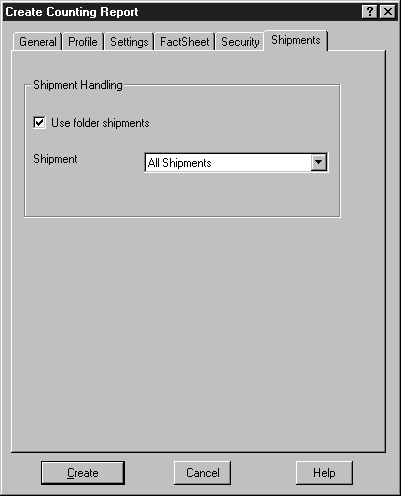 Create Counting Report
General Profile Settings FactSheet Security Shipments
Shipment Handling
Use folder shipments
Shipment All Shipments
Create Cancel Help